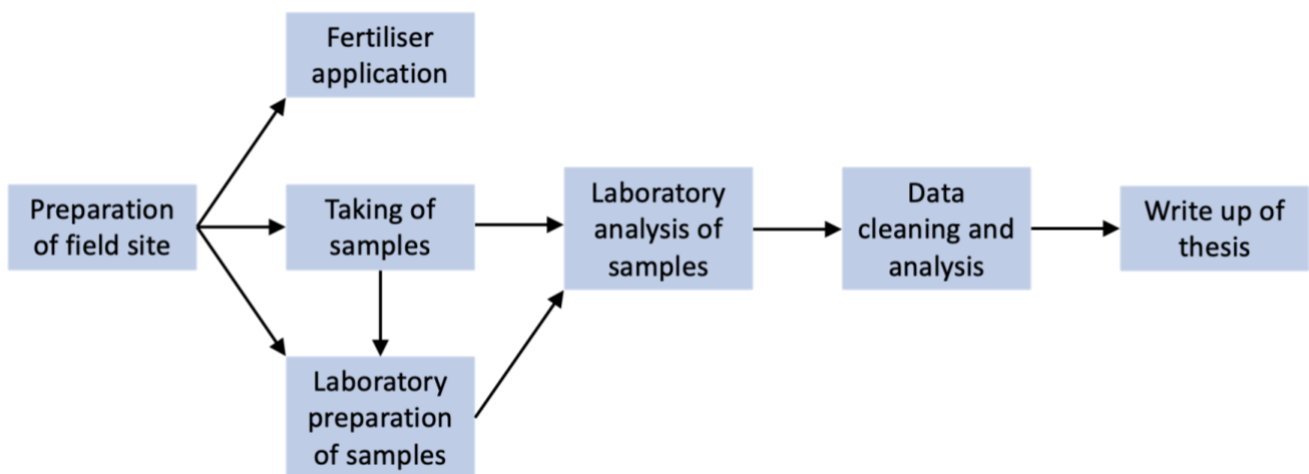 Fertiliser
application
Preparation
of field site
Taking of
samples
Laboratory
analysis of
samples
Data
cleaning and
analysis
Write up of
thesis
Laboratory
preparation
of samples